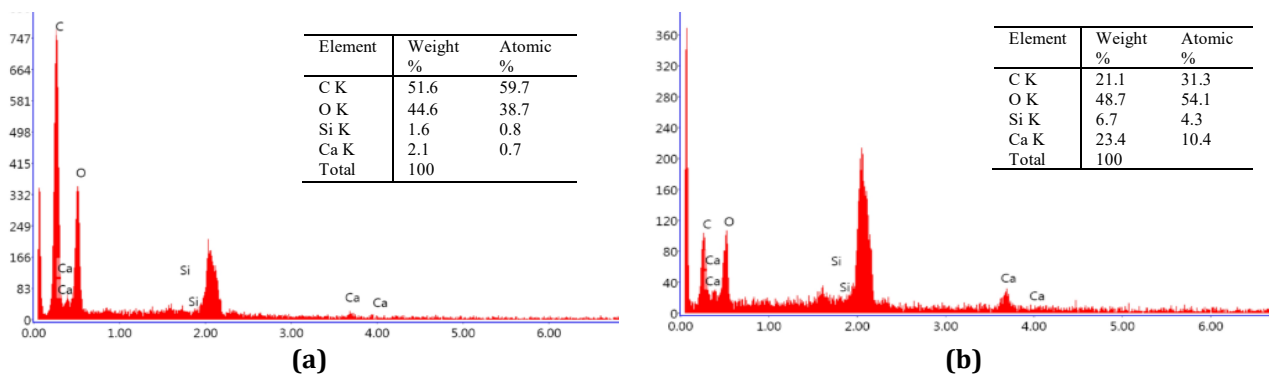 C
747
664
581
498
415
332
249
166
83
0
O
Ca
Ca
Si
Si
Ca
Ca
0.00 1.00 2.00 3.00 4.00 5.00 6.00
Element Weight % Atomic %
C K 51.6 59.7
O K 44.6 38.7
Si K 1.6 0.8
Ca K 2.1 0.7
Total 100
(a)
360
320
280
240
200
160
120
80
40
0
C
O
Ca
Ca
Si
Si
Ca
Ca
0.00 1.00 2.00 3.00 4.00 5.00 6.00
Element Weight % Atomic %
C K 21.1 31.3
O K 48.7 54.1
Si K 6.7 4.3
Ca K 23.4 10.4
Total 100
(b)